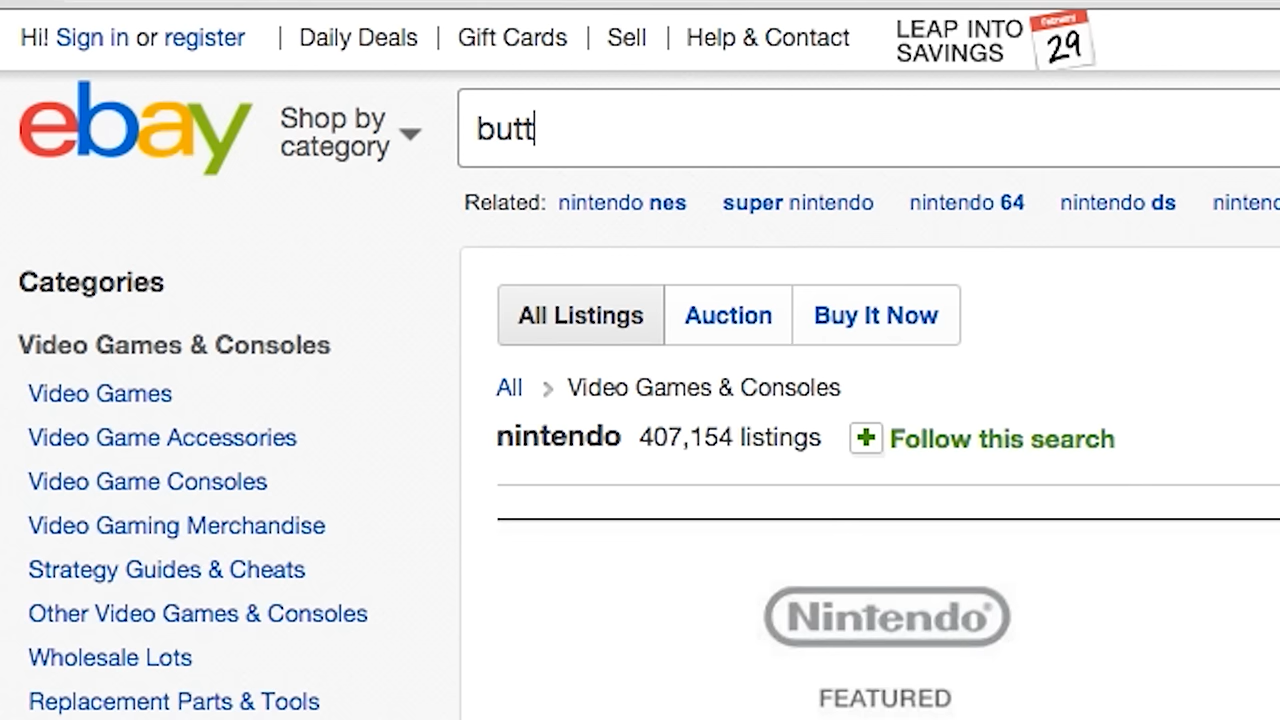 Hi! Sign in or register | Daily Deals | Gift Cards | Sell | Help & Contact
LEAP INTO
SAVINGS
February
29
ebay
Shop by
category
butt
Related: nintendo nes super nintendo nintendo 64 nintendo ds
Categories
Video Games & Consoles
Video Games
Video Game Accessories
Video Game Consoles
Video Gaming Merchandise
Strategy Guides & Cheats
Other Video Games & Consoles
Wholesale Lots
Replacement Parts & Tools
All Listings
Auction
Buy It Now
All > Video Games & Consoles
nintendo 407,154 listings + Follow this search
Nintendo®
FEATURED